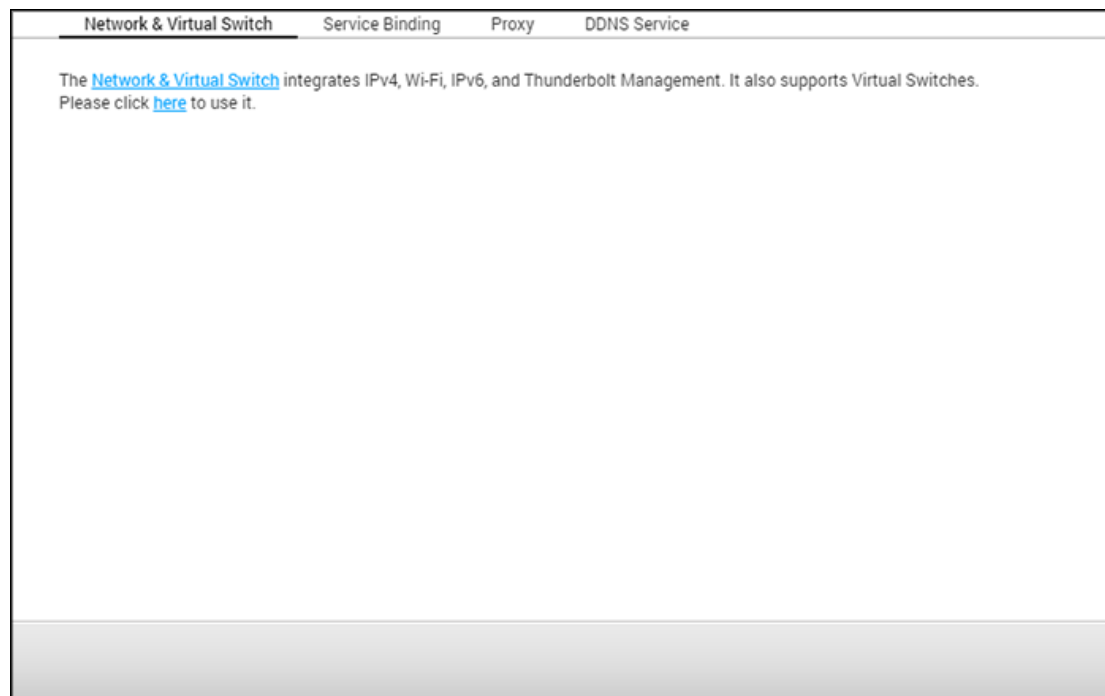 Network & Virtual Switch Service Binding Proxy DDNS Service
The Network & Virtual Switch integrates IPv4, Wi-Fi, IPv6, and Thunderbolt Management. It also supports Virtual Switches.
Please click here to use it.